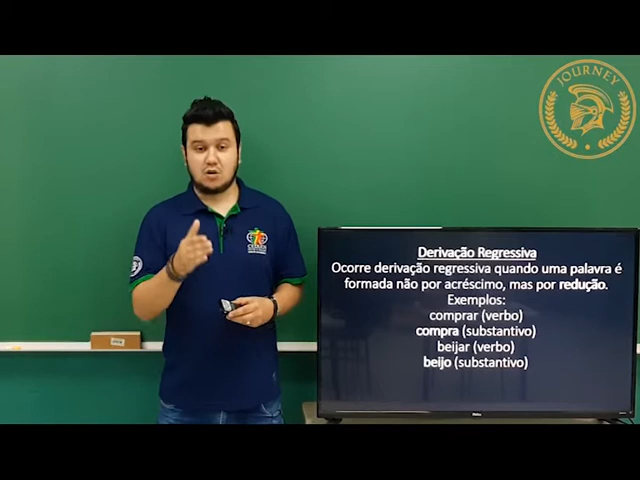 JOURNEY
Derivação Regressiva
Ocorre derivação regressiva quando uma palavra é
formada não por acréscimo, mas por redução.
Exemplos:
comprar (verbo)
compra (substantivo)
beijar (verbo)
beijo (substantivo)